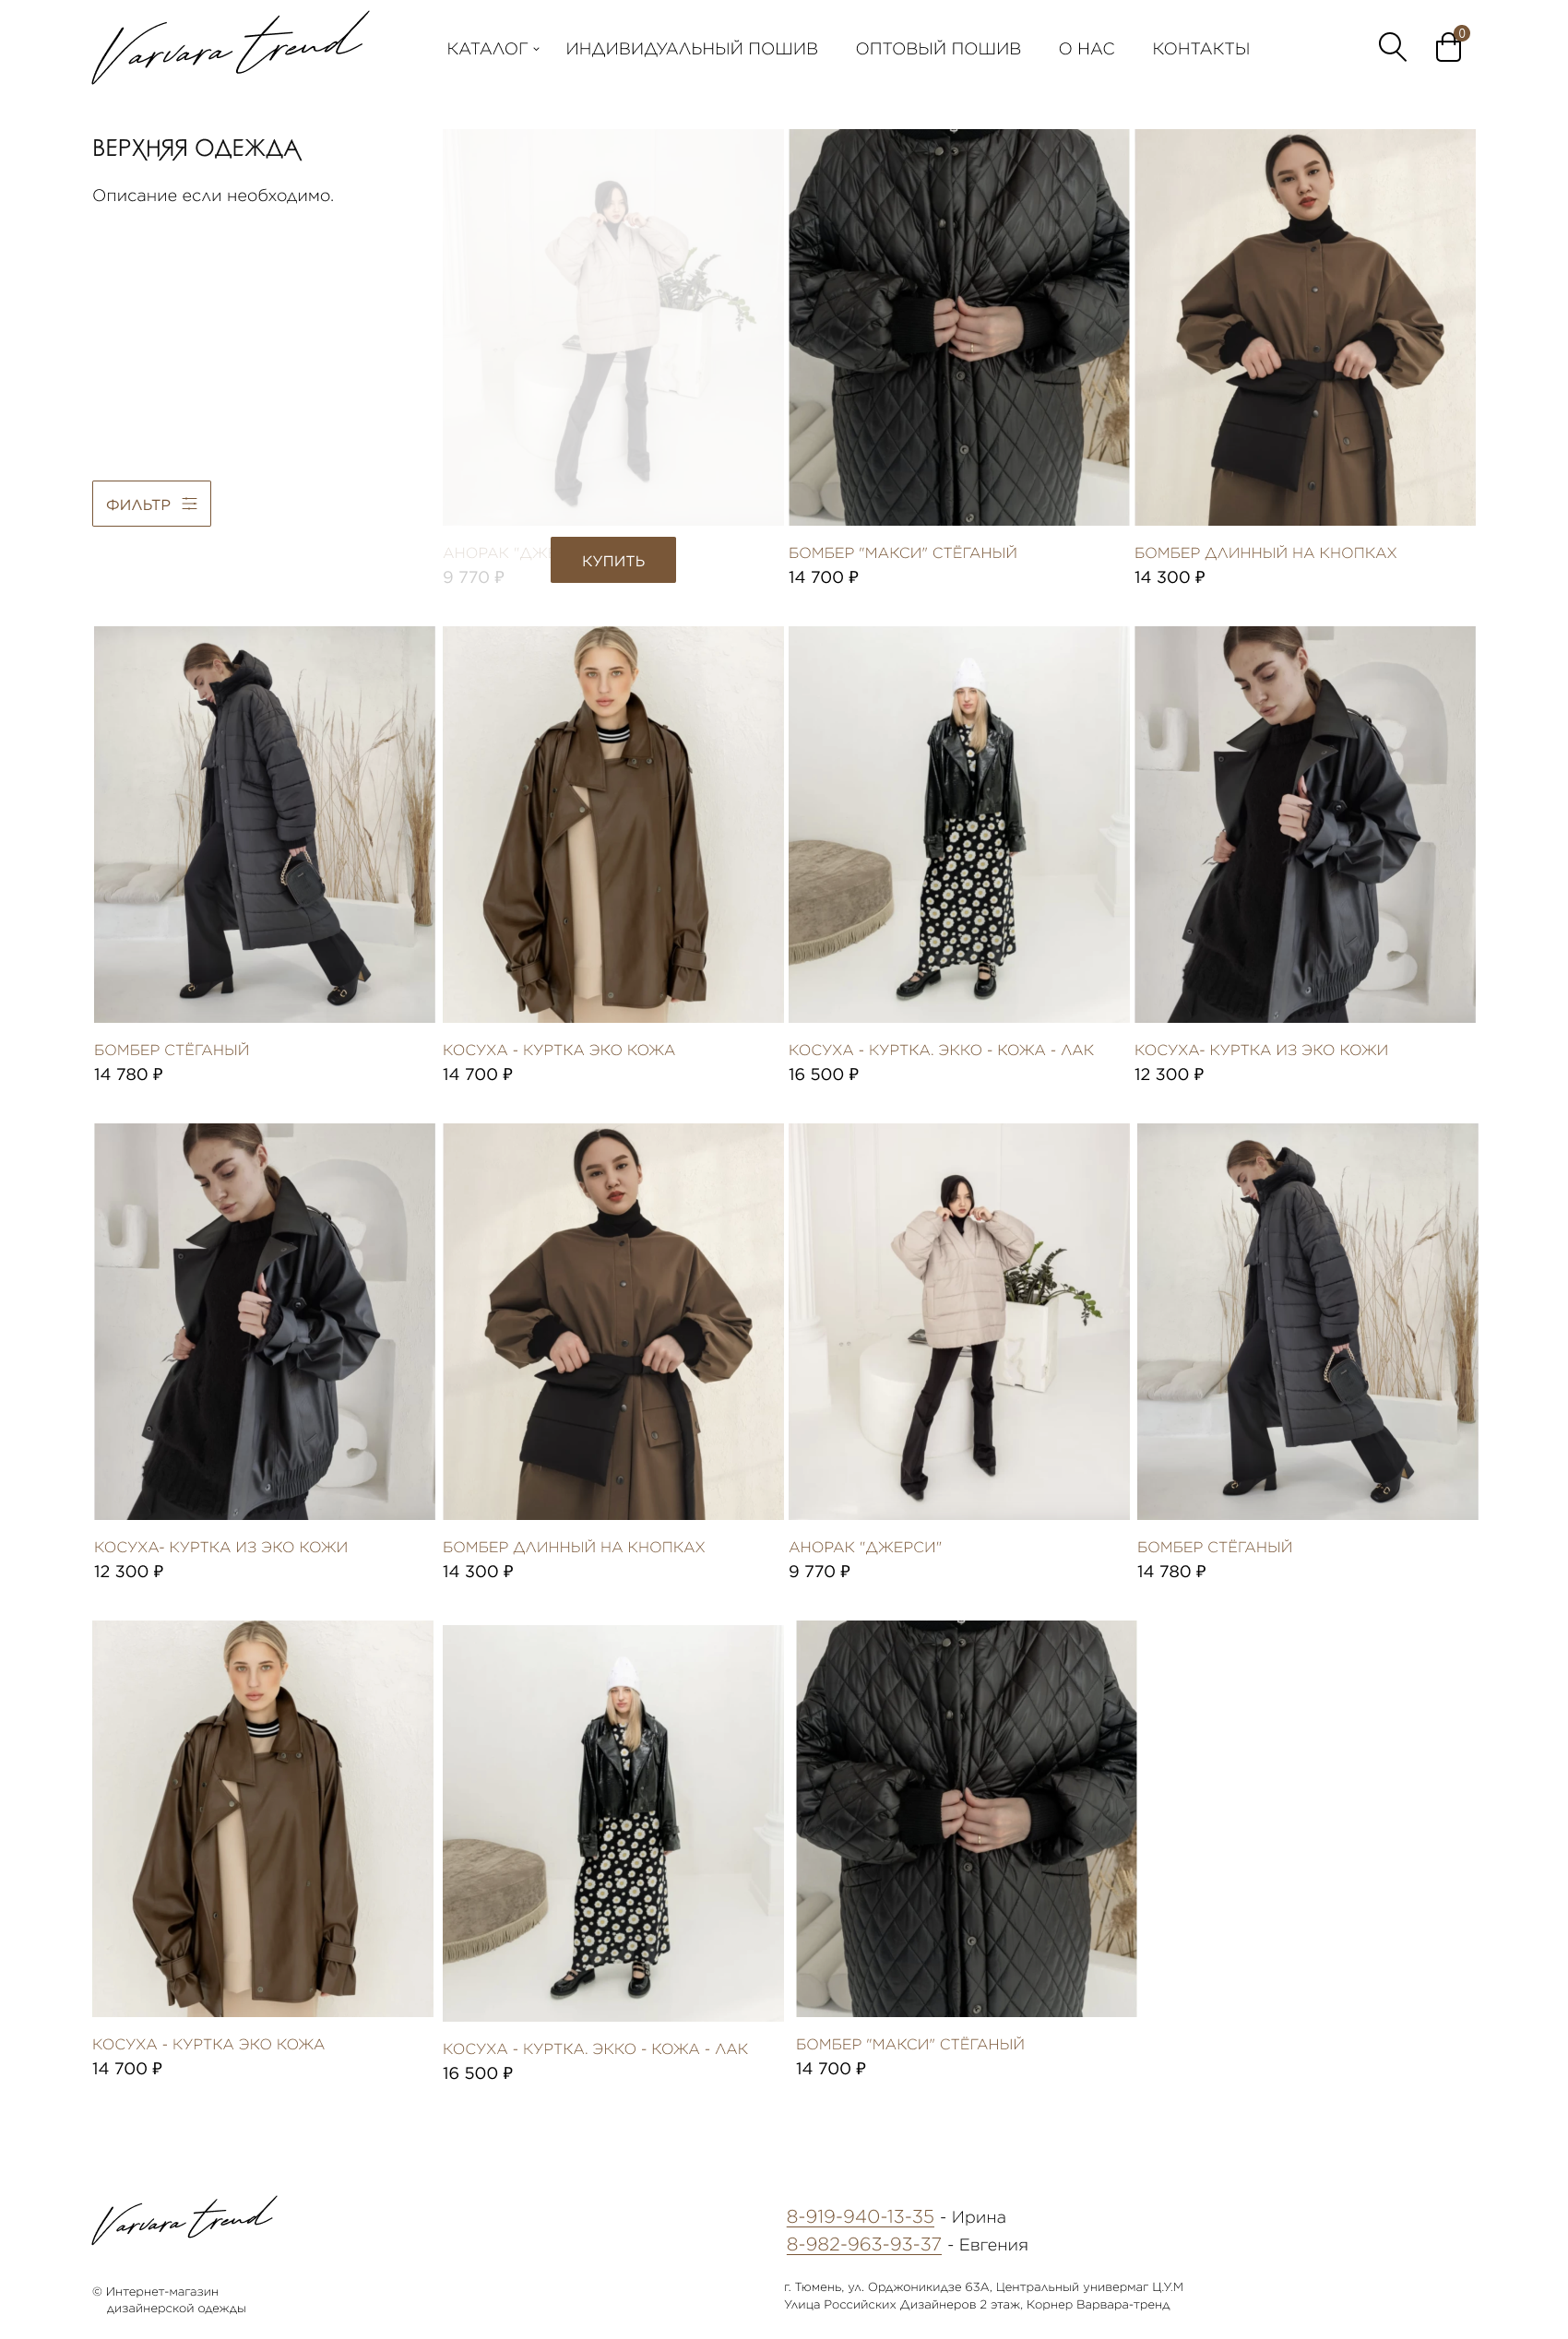 Varvara trend
КАТАЛОГ ИНДИВИДУАЛЬНЫЙ ПОШИВ ОПТОВЫЙ ПОШИВ О НАС КОНТАКТЫ
0
ВЕРХНЯЯ ОДЕЖДА
Описание если необходимо.
ФИЛЬТР
АНОРАК "ДЖЕ
9 770 ₽
КУПИТЬ
БОМБЕР "МАКСИ" СТЁГАНЫЙ
14 700 ₽
БОМБЕР ДЛИННЫЙ НА КНОПКАХ
14 300 ₽
БОМБЕР СТЁГАНЫЙ
14 780 ₽
КОСУХА - КУРТКА ЭКО КОЖА
14 700 ₽
КОСУХА - КУРТКА. ЭККО - КОЖА - ЛАК
16 500 ₽
КОСУХА- КУРТКА ИЗ ЭКО КОЖИ
12 300 ₽
КОСУХА- КУРТКА ИЗ ЭКО КОЖИ
12 300 ₽
БОМБЕР ДЛИННЫЙ НА КНОПКАХ
14 300 ₽
АНОРАК "ДЖЕРСИ"
9 770 ₽
БОМБЕР СТЁГАНЫЙ
14 780 ₽
КОСУХА - КУРТКА ЭКО КОЖА
14 700 ₽
КОСУХА - КУРТКА. ЭККО - КОЖА - ЛАК
16 500 ₽
БОМБЕР "МАКСИ" СТЁГАНЫЙ
14 700 ₽
Varvara trend
© Интернет-магазин
дизайнерской одежды
8-919-940-13-35 - Ирина
8-982-963-93-37 - Евгения
г. Тюмень, ул. Орджоникидзе 63А, Центральный универмаг Ц.У.М
Улица Российских Дизайнеров 2 этаж, Корнер Варвара-тренд